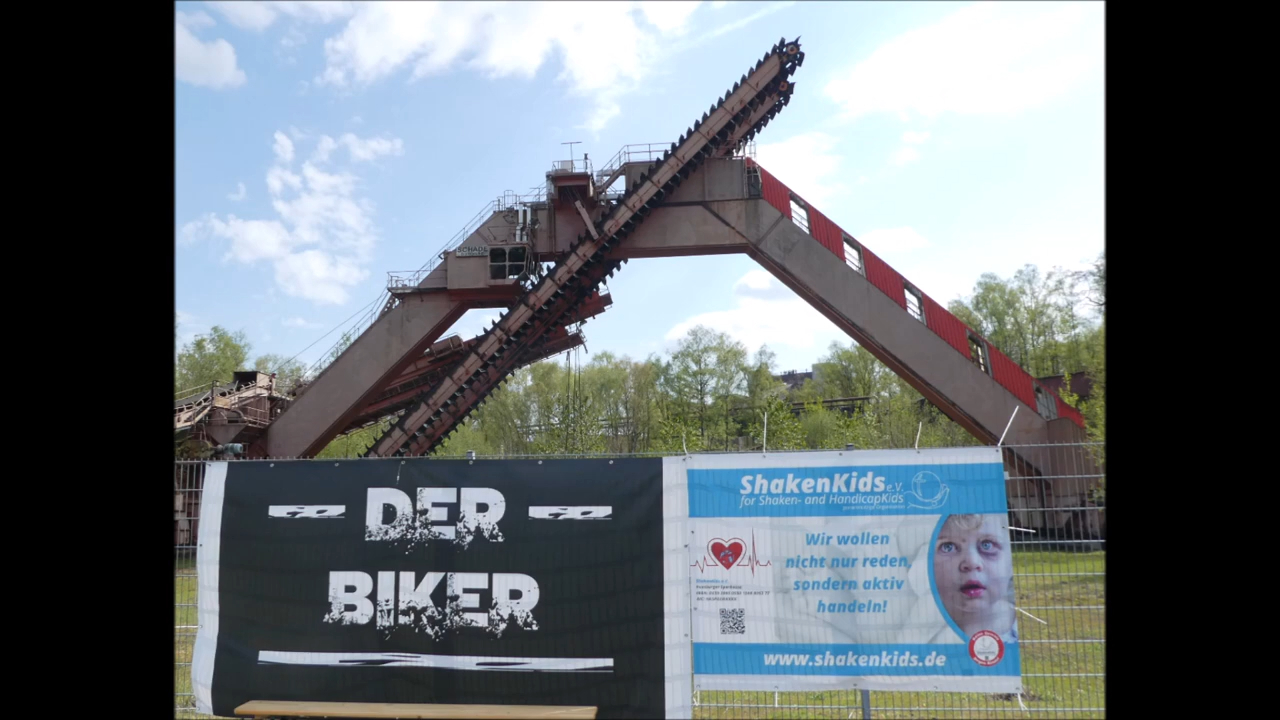 SCHADE
DER
BIKER
ShakenKids e.V.
for Shaken- and HandicapKids
Wir wollen
nicht nur reden,
sondern aktiv
handeln!
www.shakenkids.de